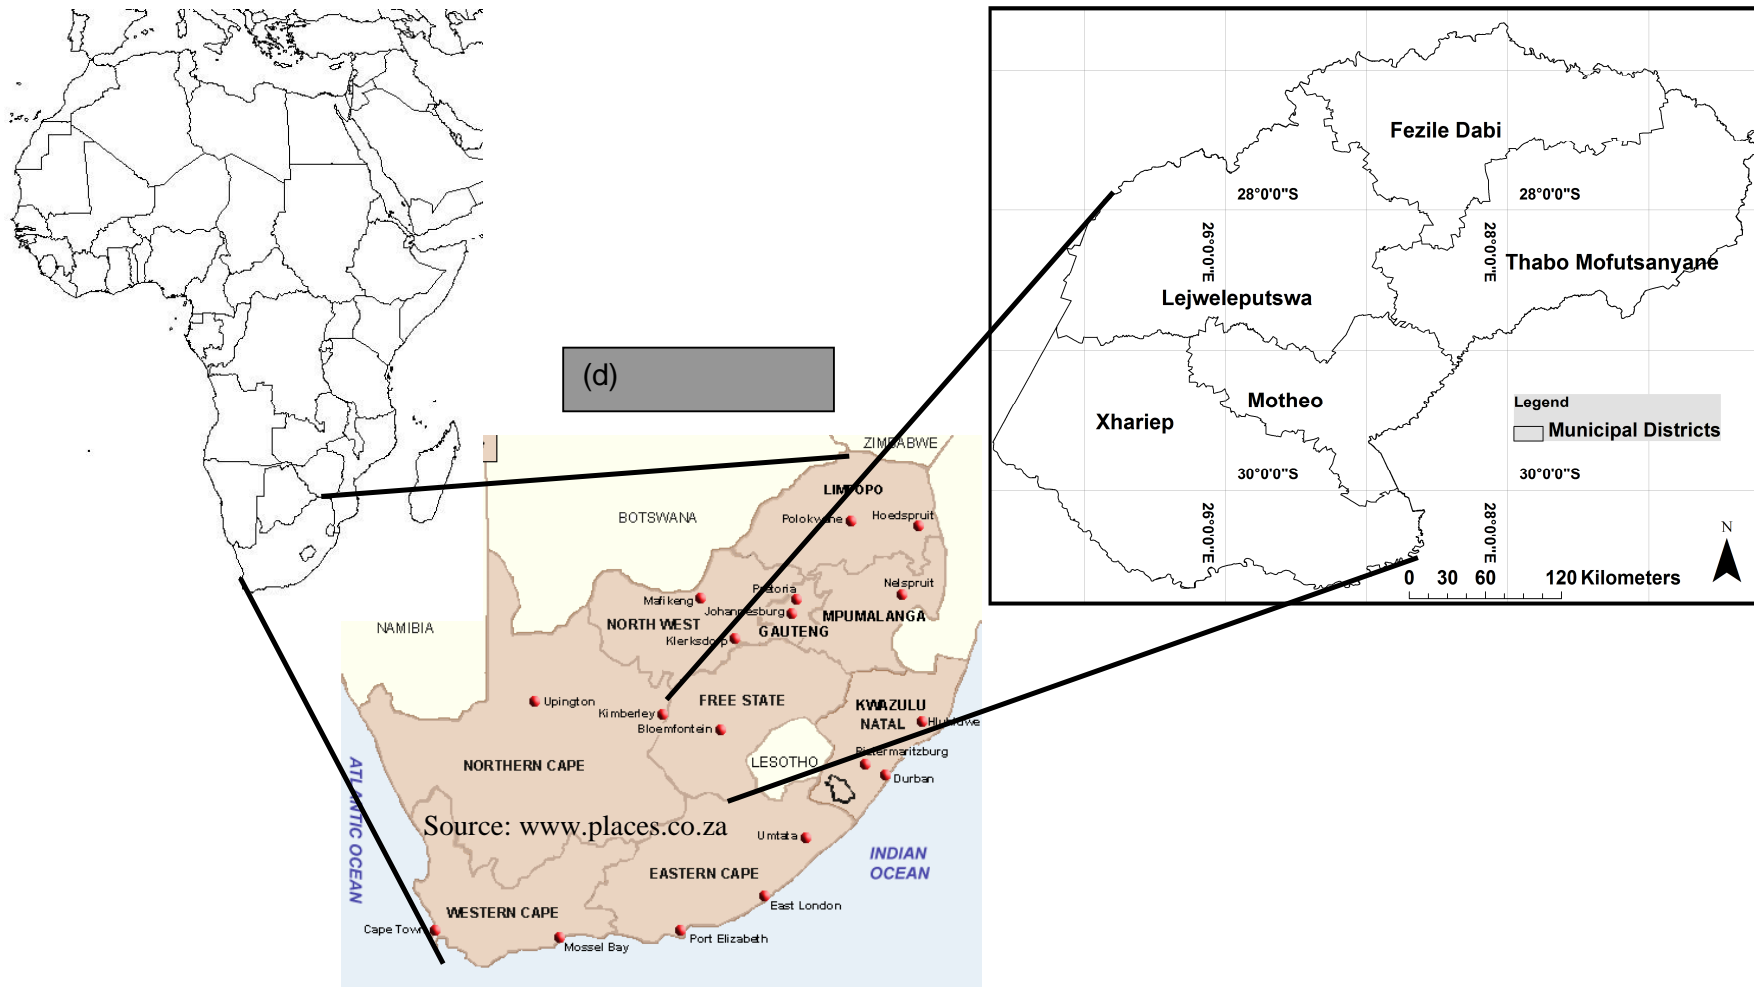 (d)
ZIMBABWE
LIMPOPO
Polokwane
Hoedspruit
BOTSWANA
Nelspruit
Pretoria
Mafikeng
Johannesburg
MPUMALANGA
NORTH WEST
GAUTENG
NAMIBIA
Klerksdorp
Upington
FREE STATE
KWAZULU
NATAL
Kimberley
Hluhluwe
Bloemfontein
Pietermaritzburg
LESOTHO
NORTHERN CAPE
Durban
ATLANTIC OCEAN
Source: www.places.co.za
Umtata
INDIAN
OCEAN
EASTERN CAPE
East London
WESTERN CAPE
Cape Town
Mossel Bay
Port Elizabeth
Fezile Dabi
28°0'0"S
28°0'0"S
26°0'0"E
28°0'0"E
Thabo Mofutsanyane
Lejweleputswa
Motheo
Xhariep
Legend
Municipal Districts
30°0'0"S
30°0'0"S
26°0'0"E
28°0'0"E
N
0 30 60 120 Kilometers